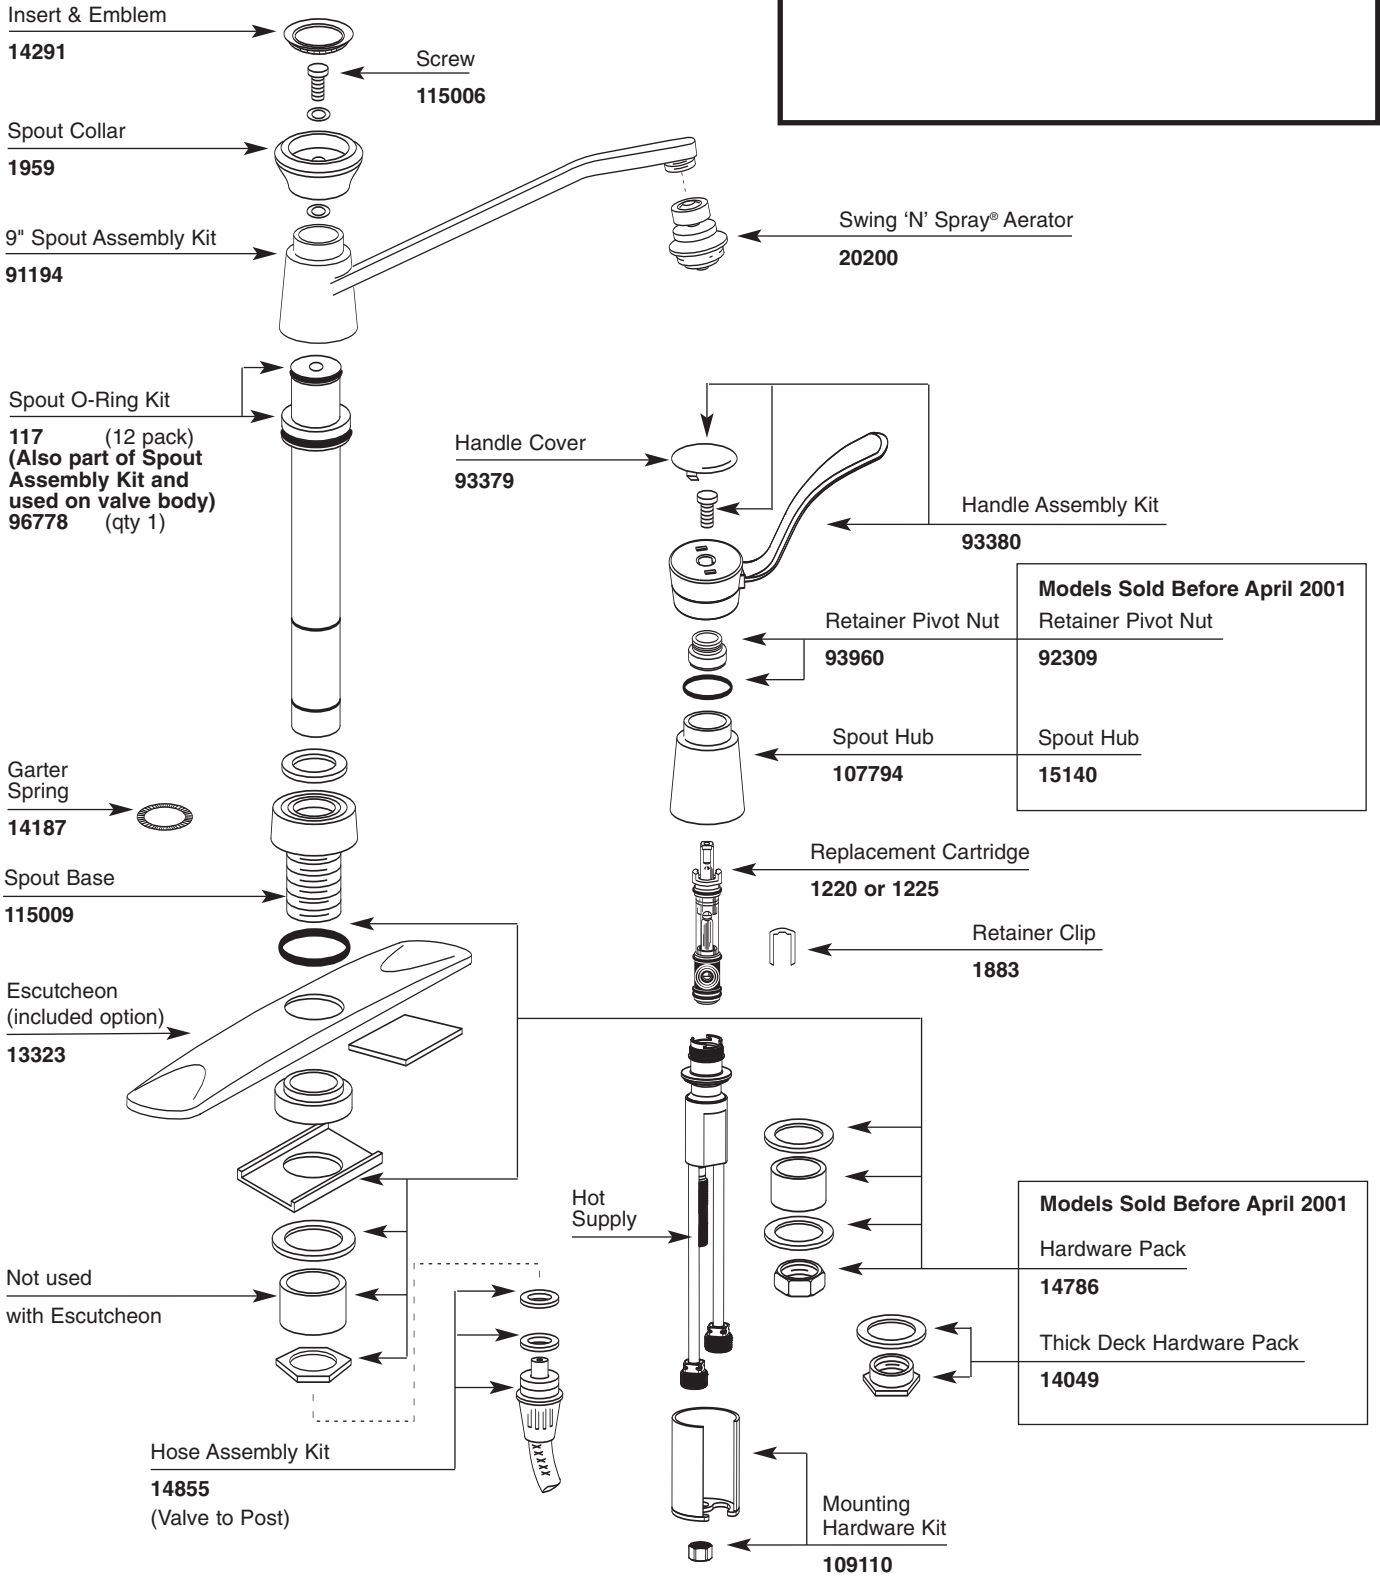 Insert & Emblem
14291
Screw
115006
Spout Collar
1959
9" Spout Assembly Kit
91194
Swing ‘N’ Spray® Aerator
20200
Spout O-Ring Kit
117 (12 pack)
(Also part of Spout
Assembly Kit and
used on valve body)
96778 (qty 1)
Handle Cover
93379
Handle Assembly Kit
93380
Models Sold Before April 2001
Retainer Pivot Nut
93960
Retainer Pivot Nut
92309
Spout Hub
107794
Spout Hub
15140
Garter
Spring
14187
Replacement Cartridge
1220 or 1225
Spout Base
115009
Retainer Clip
1883
Escutcheon
(included option)
13323
Hot
Supply
Models Sold Before April 2001
Hardware Pack
14786
Thick Deck Hardware Pack
14049
Not used
with Escutcheon
Hose Assembly Kit
14855
(Valve to Post)
Mounting
Hardware Kit
109110